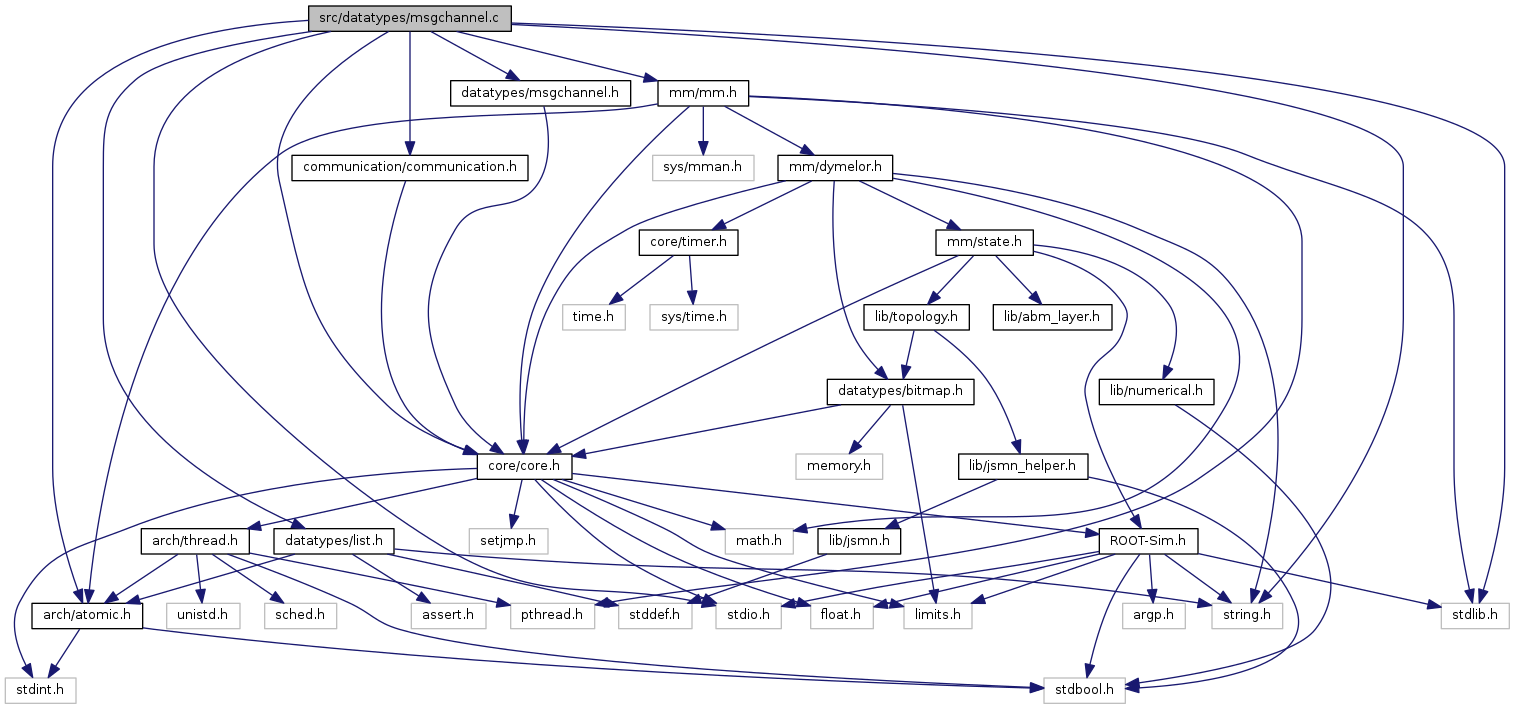 src/datatypes/msgchannel.c
datatypes/msgchannel.h
mm/mm.h
communication/communication.h
sys/mman.h
mm/dymelor.h
core/timer.h
mm/state.h
time.h
sys/time.h
lib/topology.h
lib/abm_layer.h
datatypes/bitmap.h
lib/numerical.h
core/core.h
memory.h
lib/jsmn_helper.h
arch/thread.h
datatypes/list.h
setjmp.h
math.h
lib/jsmn.h
ROOT-Sim.h
arch/atomic.h
unistd.h
sched.h
assert.h
pthread.h
stddef.h
stdio.h
float.h
limits.h
argp.h
string.h
stdlib.h
stdint.h
stdbool.h